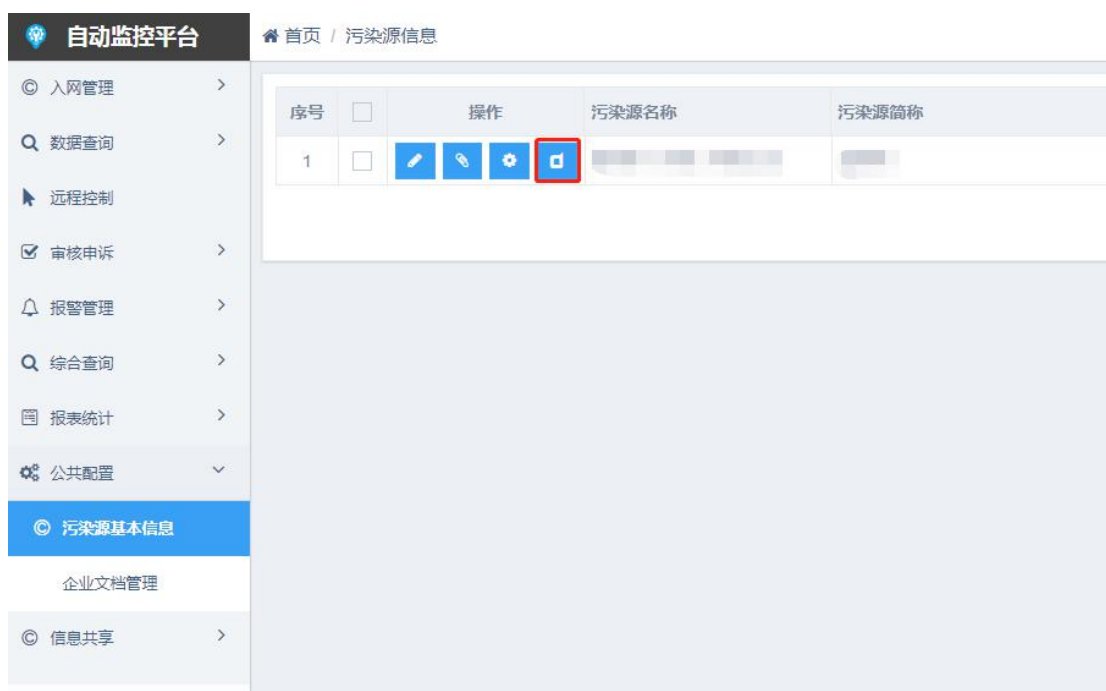 自动监控平台
首页 / 污染源信息
入网管理
数据查询
远程控制
审核申诉
报警管理
综合查询
报表统计
公共配置
污染源基本信息
企业文档管理
信息共享
序号 操作 污染源名称 污染源简称
1